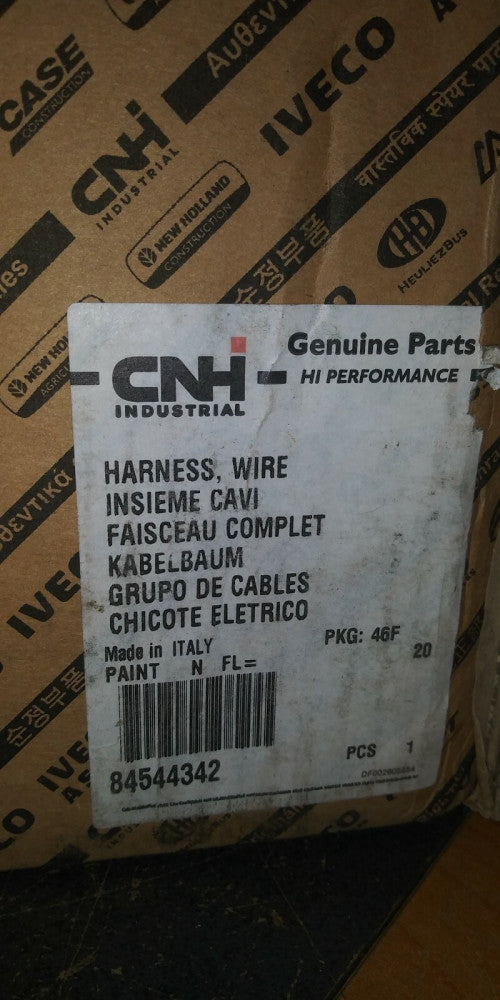 CASE
CONSTRUCTION
CNH
INDUSTRIAL
IVECO
वास्तविक स्पेयर
NEW HOLLAND
CONSTRUCTION
순정부품
HB
HEULIEZBUS
CNH
INDUSTRIAL
Genuine Parts
HI PERFORMANCE
HARNESS, WIRE
INSIEME CAVI
FAISCEAU COMPLET
KABELBAUM
GRUPO DE CABLES
CHICOTE ELETRICO
Made in ITALY
PKG: 46F
20
PAINT N FL=
PCS 1
84544342
순정부품